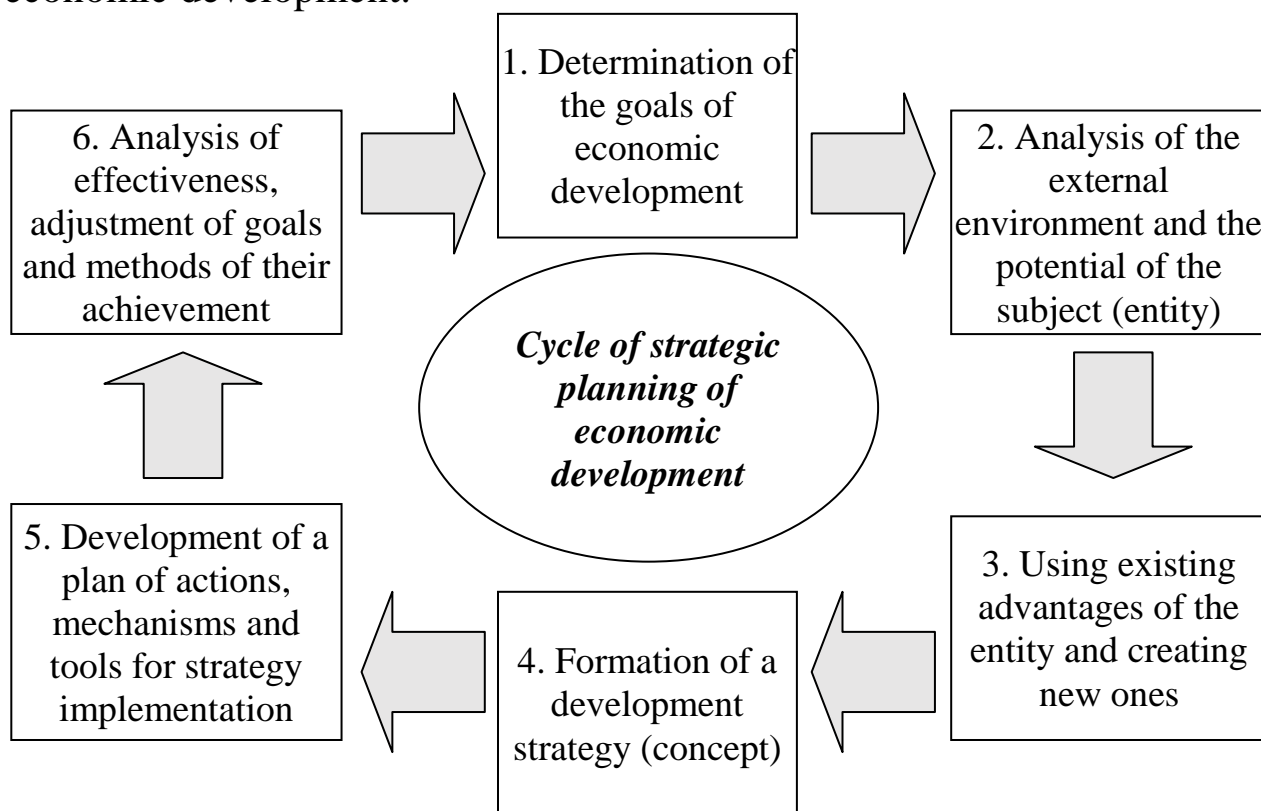 economic development.
1. Determination of
the goals of
economic
development
2. Analysis of the
external
environment and the
potential of the
subject (entity)
3. Using existing
advantages of the
entity and creating
new ones
4. Formation of a
development
strategy (concept)
5. Development of a
plan of actions,
mechanisms and
tools for strategy
implementation
6. Analysis of
effectiveness,
adjustment of goals
and methods of their
achievement
Cycle of strategic
planning of
economic
development